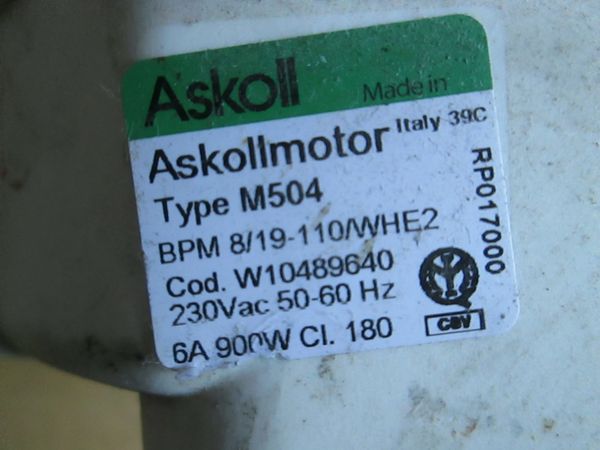 Askoll
Made in
Italy 39C
Askollmotor
Type M504
BPM 8/19-110/WHE2
Cod. W10489640
230Vac 50-60 Hz
6A 900W Cl. 180
RP017000